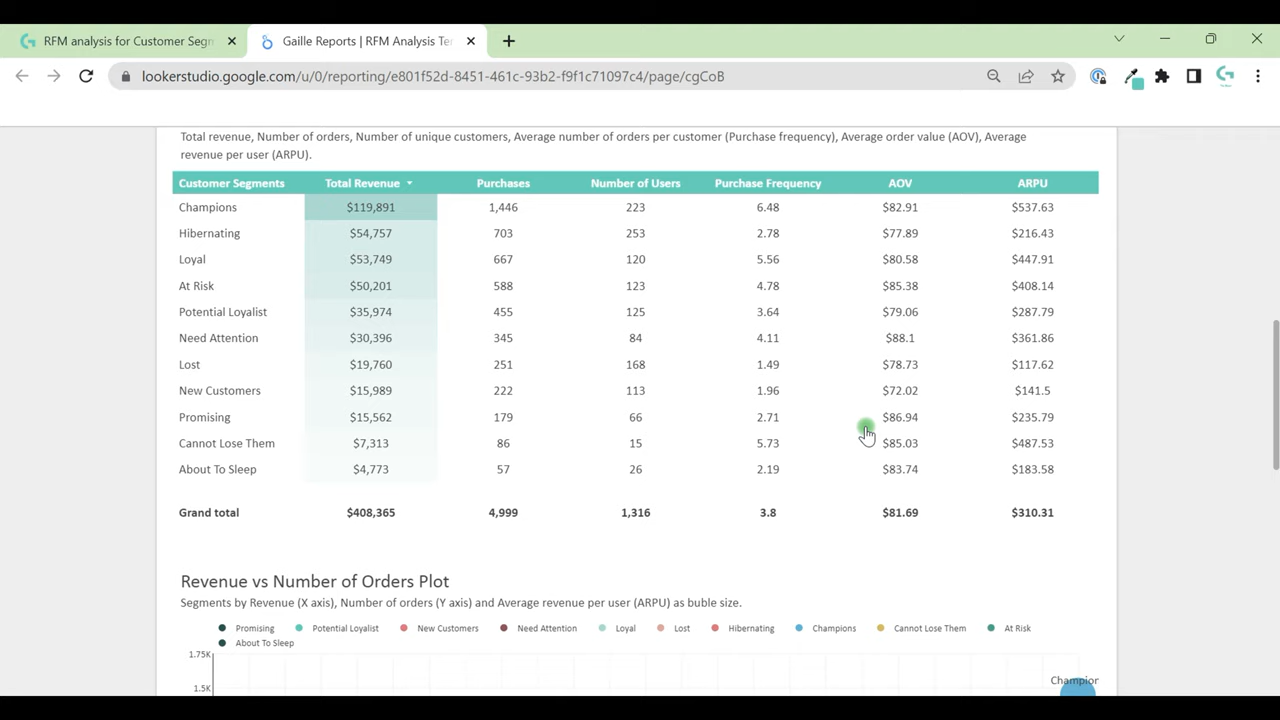 RFM analysis for Customer Segm
Gaille Reports | RFM Analysis Te
lookerstudio.google.com/u/0/reporting/e801f52d-8451-461c-93b2-f9f1c71097c4/page/cgCoB
Total revenue, Number of orders, Number of unique customers, Average number of orders per customer (Purchase frequency), Average order value (AOV), Average
revenue per user (ARPU).
Customer Segments Total Revenue Purchases Number of Users Purchase Frequency AOV ARPU
Champions $119,891 1,446 223 6.48 $82.91 $537.63
Hibernating $54,757 703 253 2.78 $77.89 $216.43
Loyal $53,749 667 120 5.56 $80.58 $447.91
At Risk $50,201 588 123 4.78 $85.38 $408.14
Potential Loyalist $35,974 455 125 3.64 $79.06 $287.79
Need Attention $30,396 345 84 4.11 $88.1 $361.86
Lost $19,760 251 168 1.49 $78.73 $117.62
New Customers $15,989 222 113 1.96 $72.02 $141.5
Promising $15,562 179 66 2.71 $86.94 $235.79
Cannot Lose Them $7,313 86 15 5.73 $85.03 $487.53
About To Sleep $4,773 57 26 2.19 $83.74 $183.58
Grand total $408,365 4,999 1,316 3.8 $81.69 $310.31
Revenue vs Number of Orders Plot
Segments by Revenue (X axis), Number of orders (Y axis) and Average revenue per user (ARPU) as buble size.
Promising Potential Loyalist New Customers Need Attention Loyal Lost Hibernating Champions Cannot Lose Them At Risk
About To Sleep
1.75K
Champior
1.5K